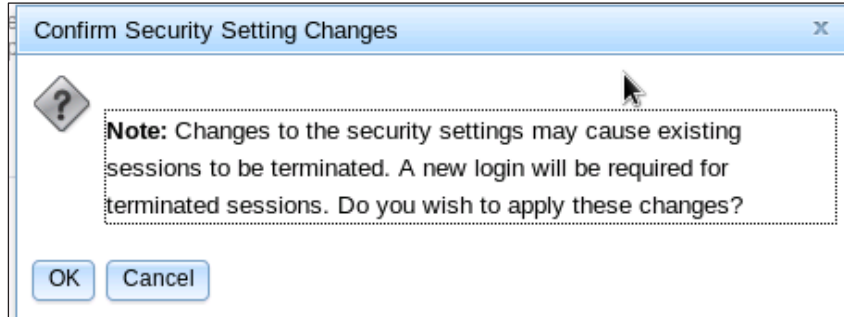 Confirm Security Setting Changes x
?
Note: Changes to the security settings may cause existing
sessions to be terminated. A new login will be required for
terminated sessions. Do you wish to apply these changes?
OK Cancel